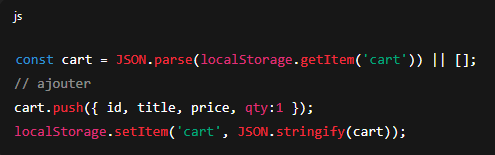 js
const cart = JSON.parse(localStorage.getItem('cart')) || [];
// ajouter
cart.push({ id, title, price, qty:1 });
localStorage.setItem('cart', JSON.stringify(cart));